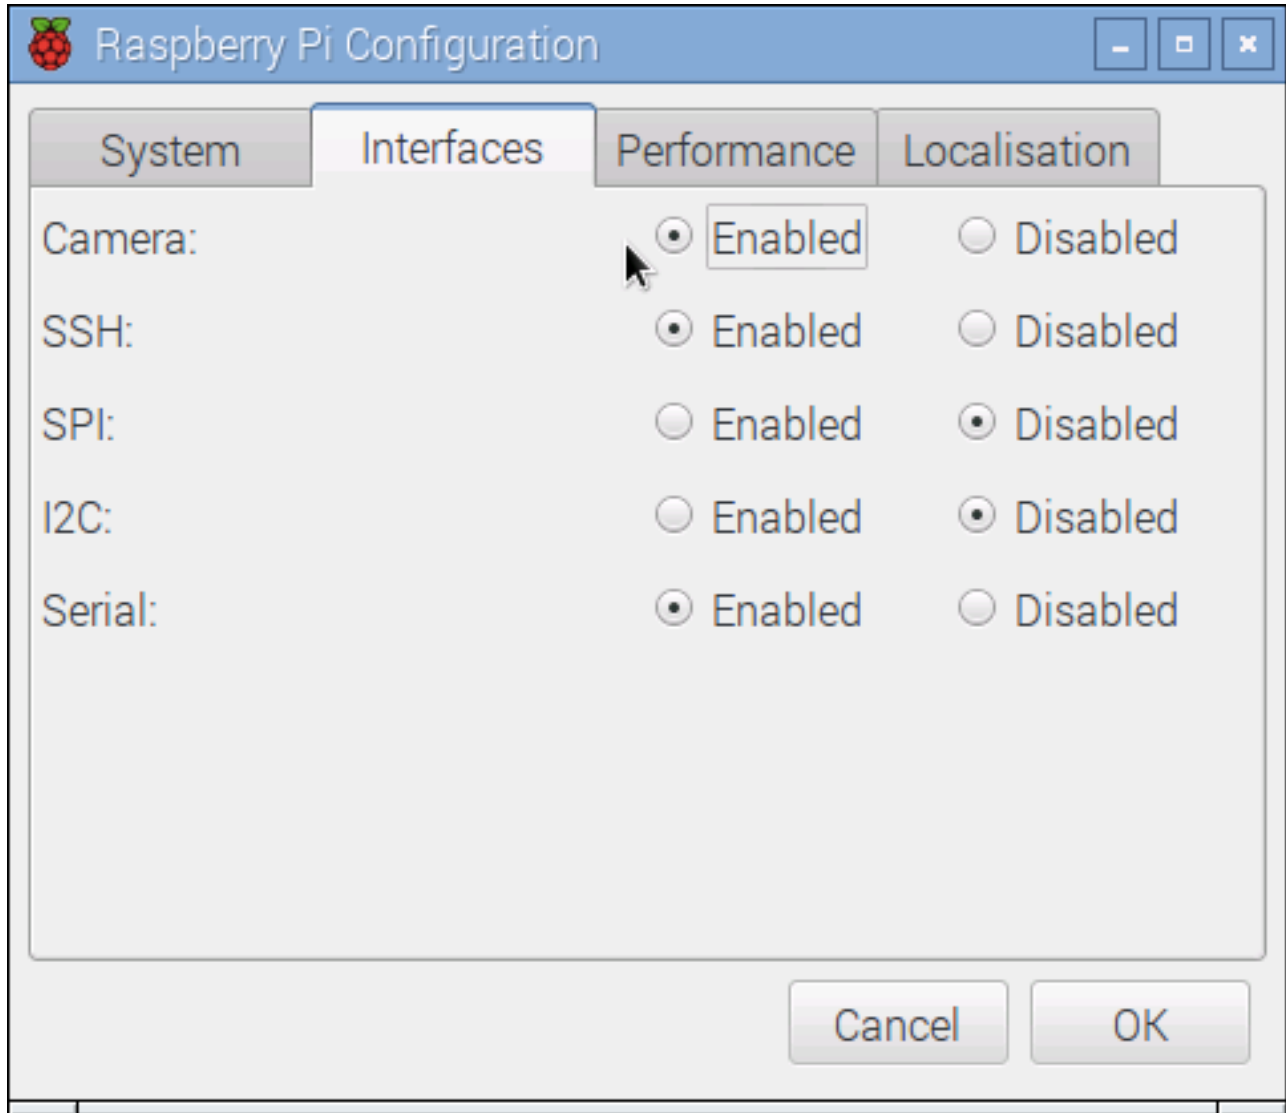 Raspberry Pi Configuration
System Interfaces Performance Localisation
Camera: Enabled Disabled
SSH: Enabled Disabled
SPI: Enabled Disabled
I2C: Enabled Disabled
Serial: Enabled Disabled
Cancel OK